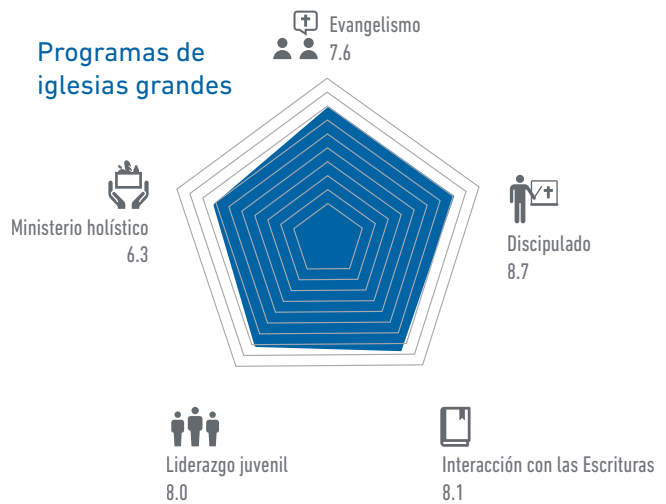 Programas de
iglesias grandes
Evangelismo
7.6
Discipulado
8.7
Interacción con las Escrituras
8.1
Liderazgo juvenil
8.0
Ministerio holístico
6.3